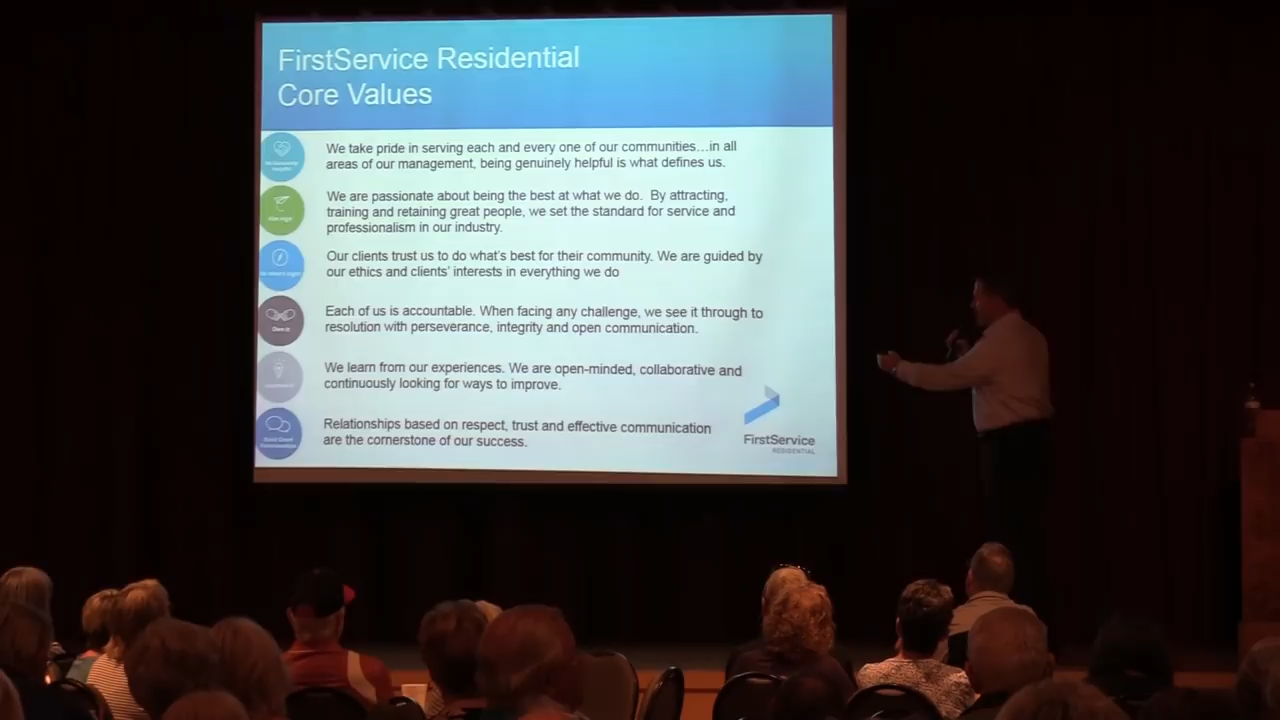 FirstService Residential
Core Values
We take pride in serving each and every one of our communities…in all
areas of our management, being genuinely helpful is what defines us.
We are passionate about being the best at what we do.  By attracting,
training and retaining great people, we set the standard for service and
professionalism in our industry.
Our clients trust us to do what's best for their community. We are guided by
our ethics and clients' interests in everything we do
Own it
Each of us is accountable. When facing any challenge, we see it through to
resolution with perseverance, integrity and open communication.
We learn from our experiences. We are open-minded, collaborative and
continuously looking for ways to improve.
Build Great
Relationships
Relationships based on respect, trust and effective communication
are the cornerstone of our success.
FirstService
RESIDENTIAL